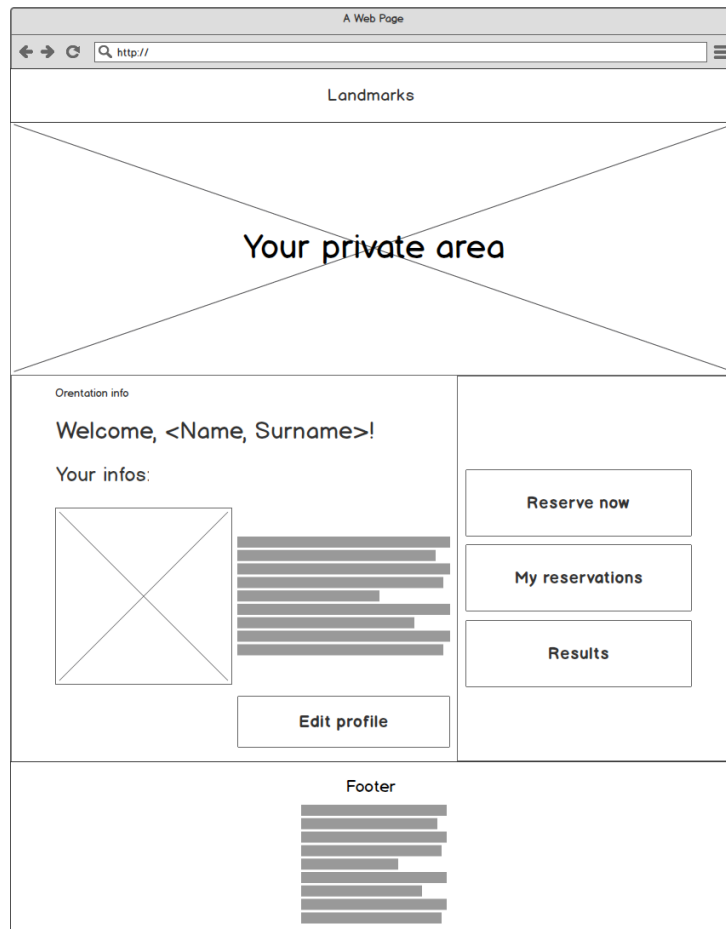 A Web Page
http://
Landmarks
Your private area
Orentation info
Welcome, <Name, Surname>!
Your infos:
Reserve now
My reservations
Results
Edit profile
Footer